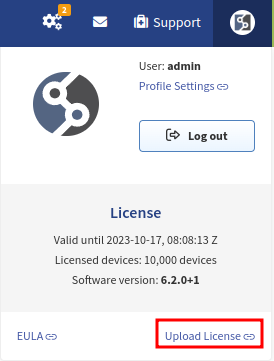 2
Support
User: admin
Profile Settings
Log out
License
Valid until 2023-10-17, 08:08:13 Z
Licensed devices: 10,000 devices
Software version: 6.2.0+1
EULA
Upload License